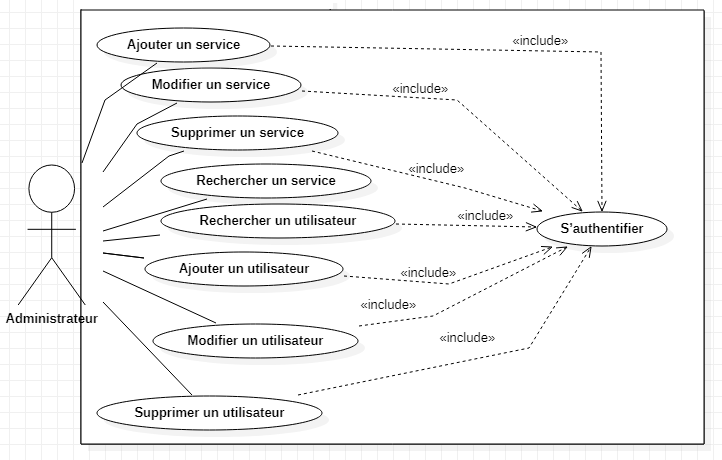 Ajouter un service
«include»
Modifier un service
«include»
Supprimer un service
«include»
Rechercher un service
Rechercher un utilisateur
«include»
S'authentifier
Ajouter un utilisateur
«include»
«include»
Administrateur
Modifier un utilisateur
«include»
Supprimer un utilisateur